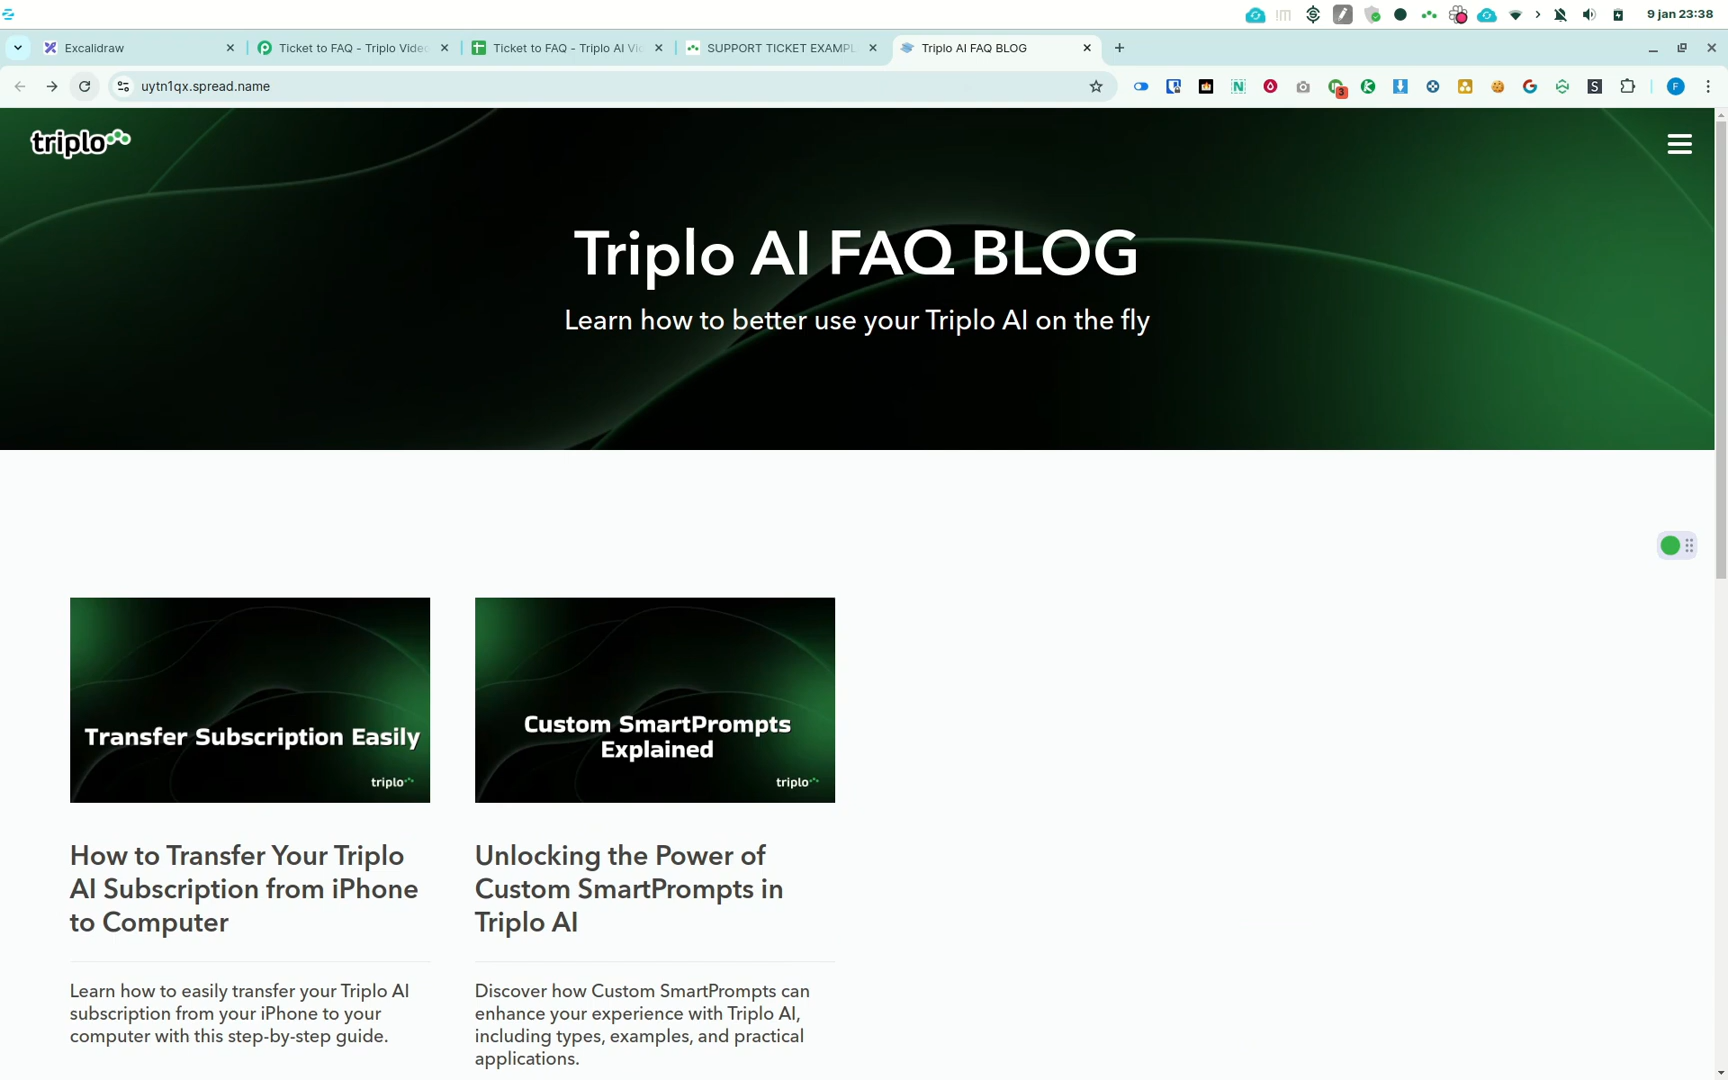 9 jan 23:38
Excalidraw
Ticket to FAQ - Triplo Video
Ticket to FAQ - Triplo AI Vi
SUPPORT TICKET EXAMPL
Triplo AI FAQ BLOG
uytn1qx.spread.name
3
F
triplo
Triplo AI FAQ BLOG
Learn how to better use your Triplo AI on the fly
Transfer Subscription Easily
triplo
Custom SmartPrompts
Explained
triplo
How to Transfer Your Triplo
AI Subscription from iPhone
to Computer
Learn how to easily transfer your Triplo AI
subscription from your iPhone to your
computer with this step-by-step guide.
Unlocking the Power of
Custom SmartPrompts in
Triplo AI
Discover how Custom SmartPrompts can
enhance your experience with Triplo AI,
including types, examples, and practical
applications.